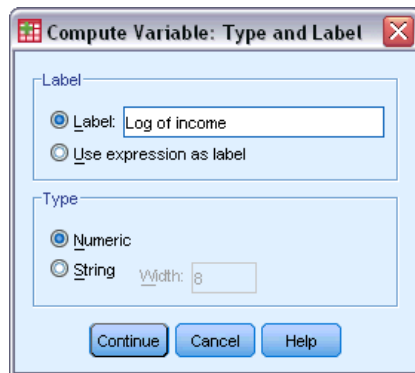 Compute Variable: Type and Label
Label
Label: Log of income
Use expression as label
Type
Numeric
String Width: 8
Continue Cancel Help